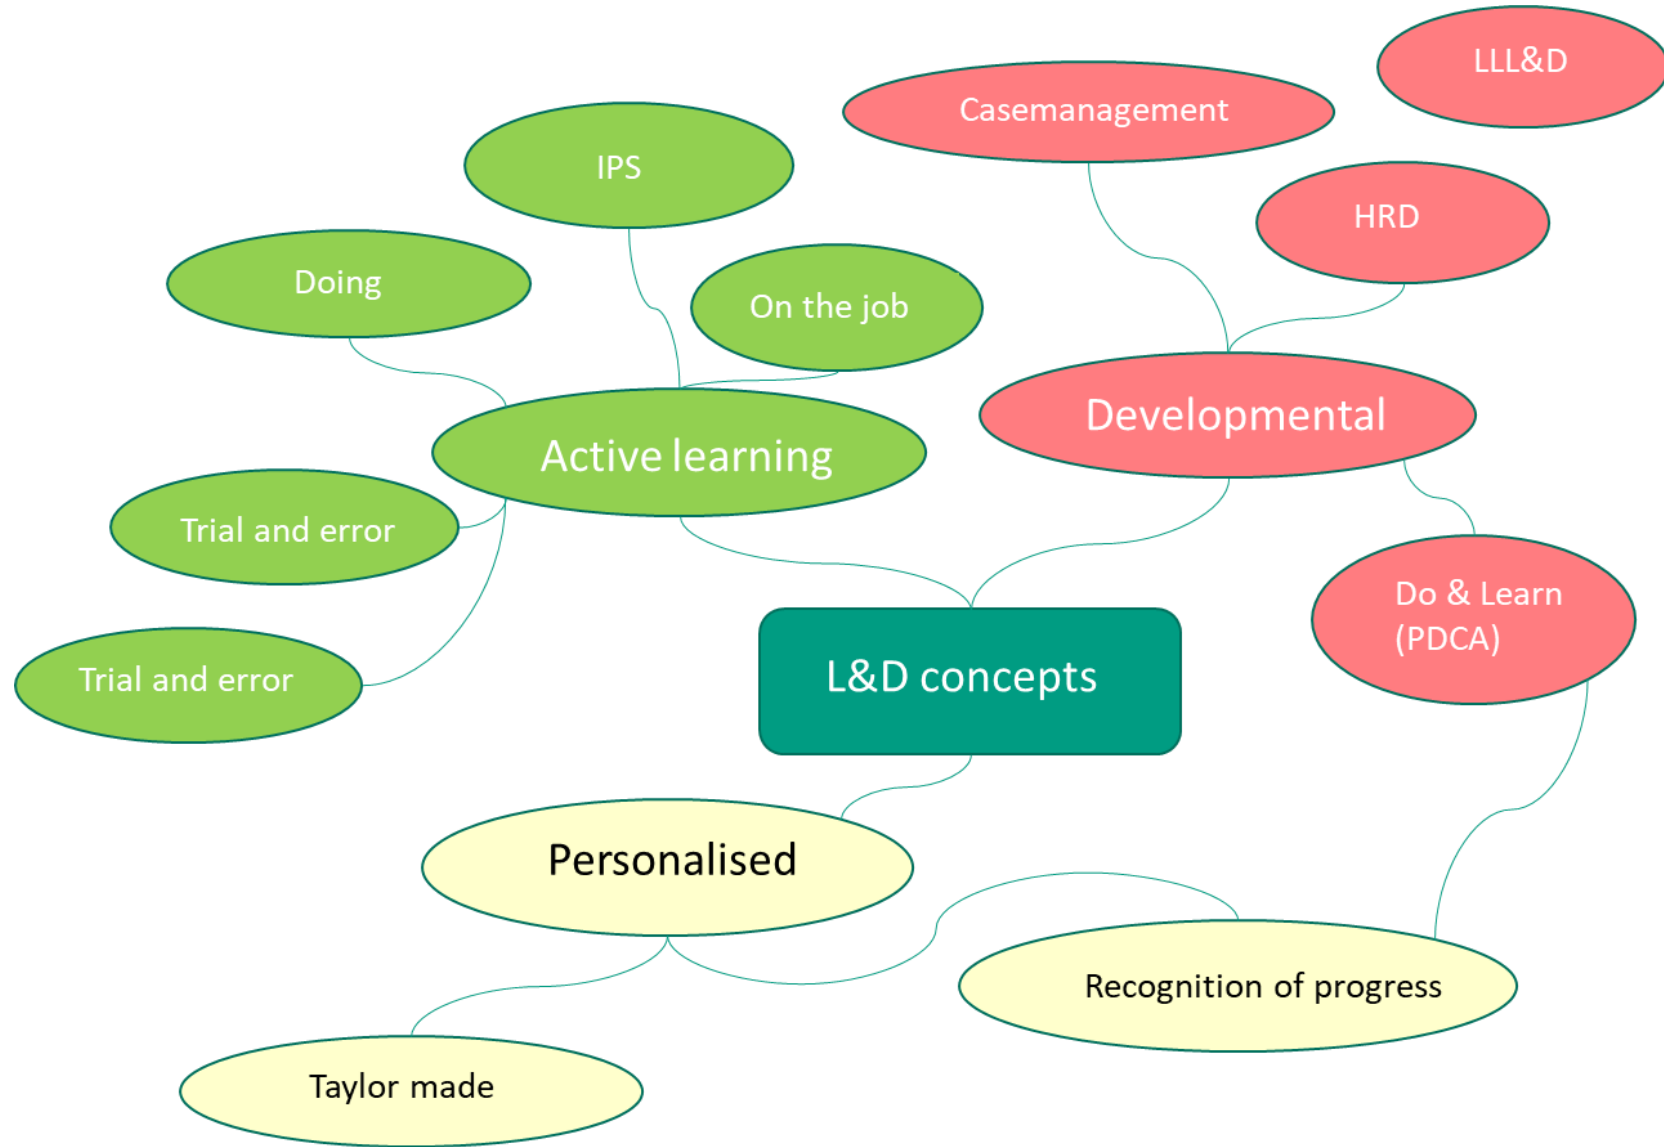 LLL&D
Casemanagement
IPS
HRD
Doing
On the job
Developmental
Active learning
Trial and error
Do & Learn
(PDCA)
Trial and error
L&D concepts
Personalised
Recognition of progress
Taylor made